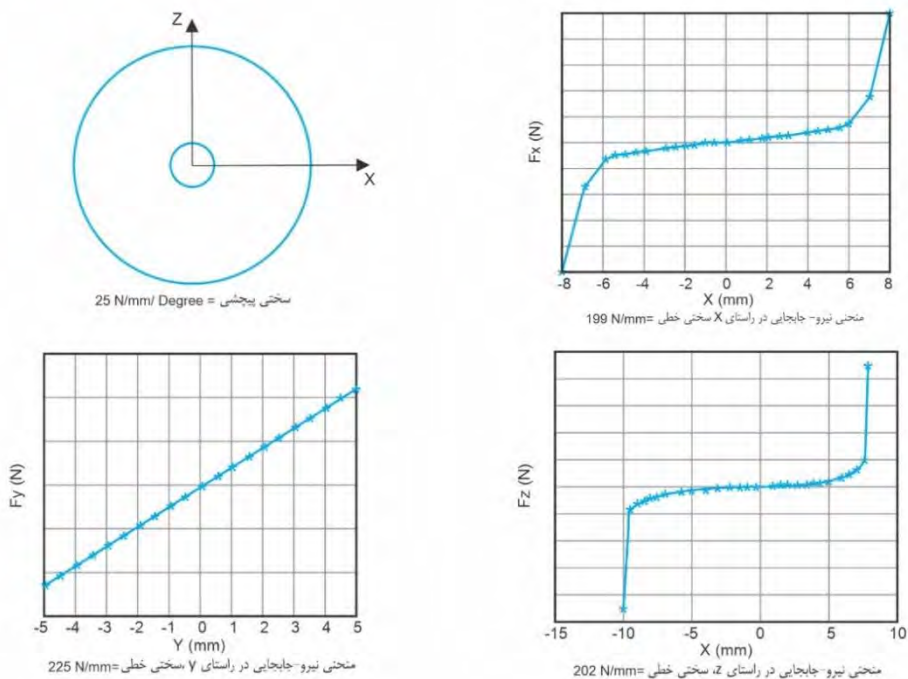 Z
X
25 N/mm/ Degree = سختی پیچشی
Fx (N)
-8 -6 -4 -2 0 2 4 6 8
X (mm)
منحنی نیرو- جابجایی در راستای X سختی خطی =199 N/mm
Fy (N)
-5 -4 -3 -2 -1 0 1 2 3 4 5
Y (mm)
منحنی نیرو-جابجایی در راستای y ،سختی خطی =225 N/mm
Fz (N)
-15 -10 -5 0 5 10
X (mm)
منحنی نیرو-جابجایی در راستای z، سختی خطی =202 N/mm